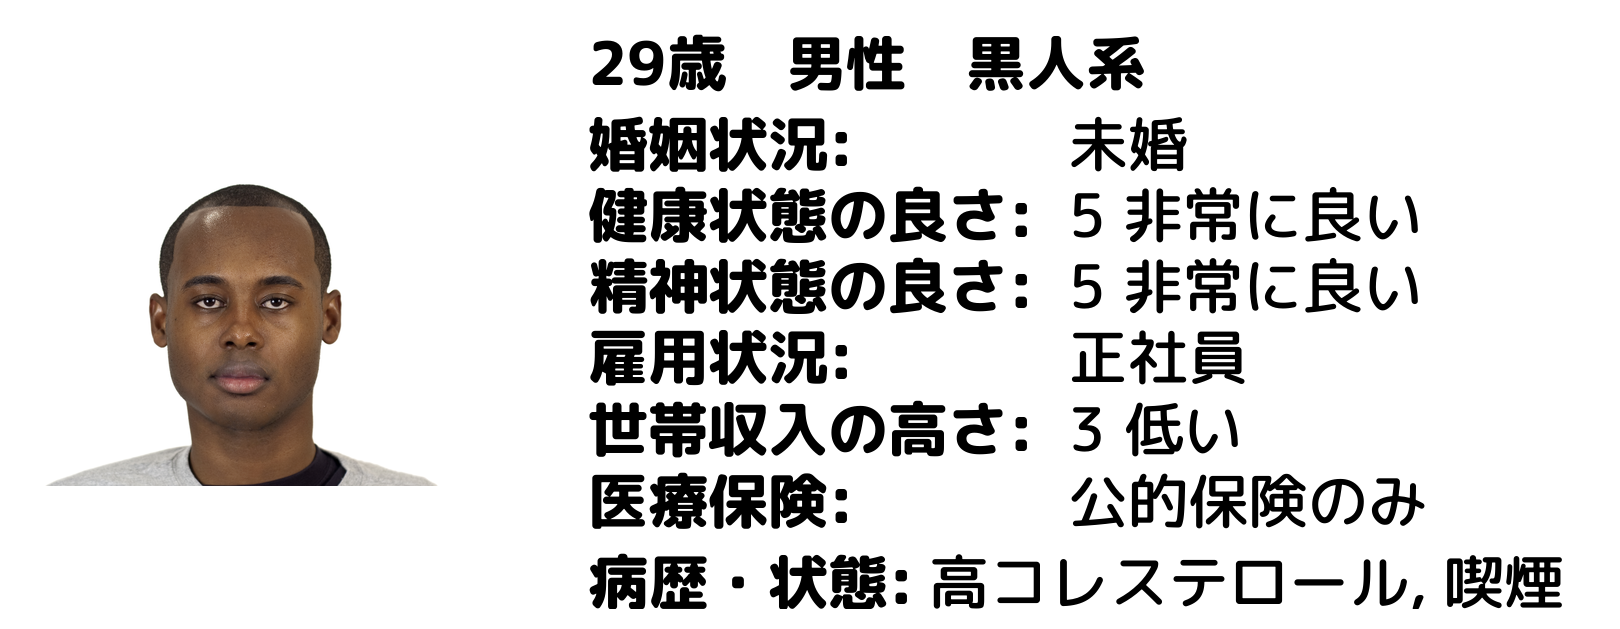 29歳　男性　黒人系
婚姻状況: 未婚
健康状態の良さ: 5 非常に良い
精神状態の良さ: 5 非常に良い
雇用状況: 正社員
世帯収入の高さ: 3 低い
医療保険: 公的保険のみ
病歴・状態: 高コレステロール, 喫煙